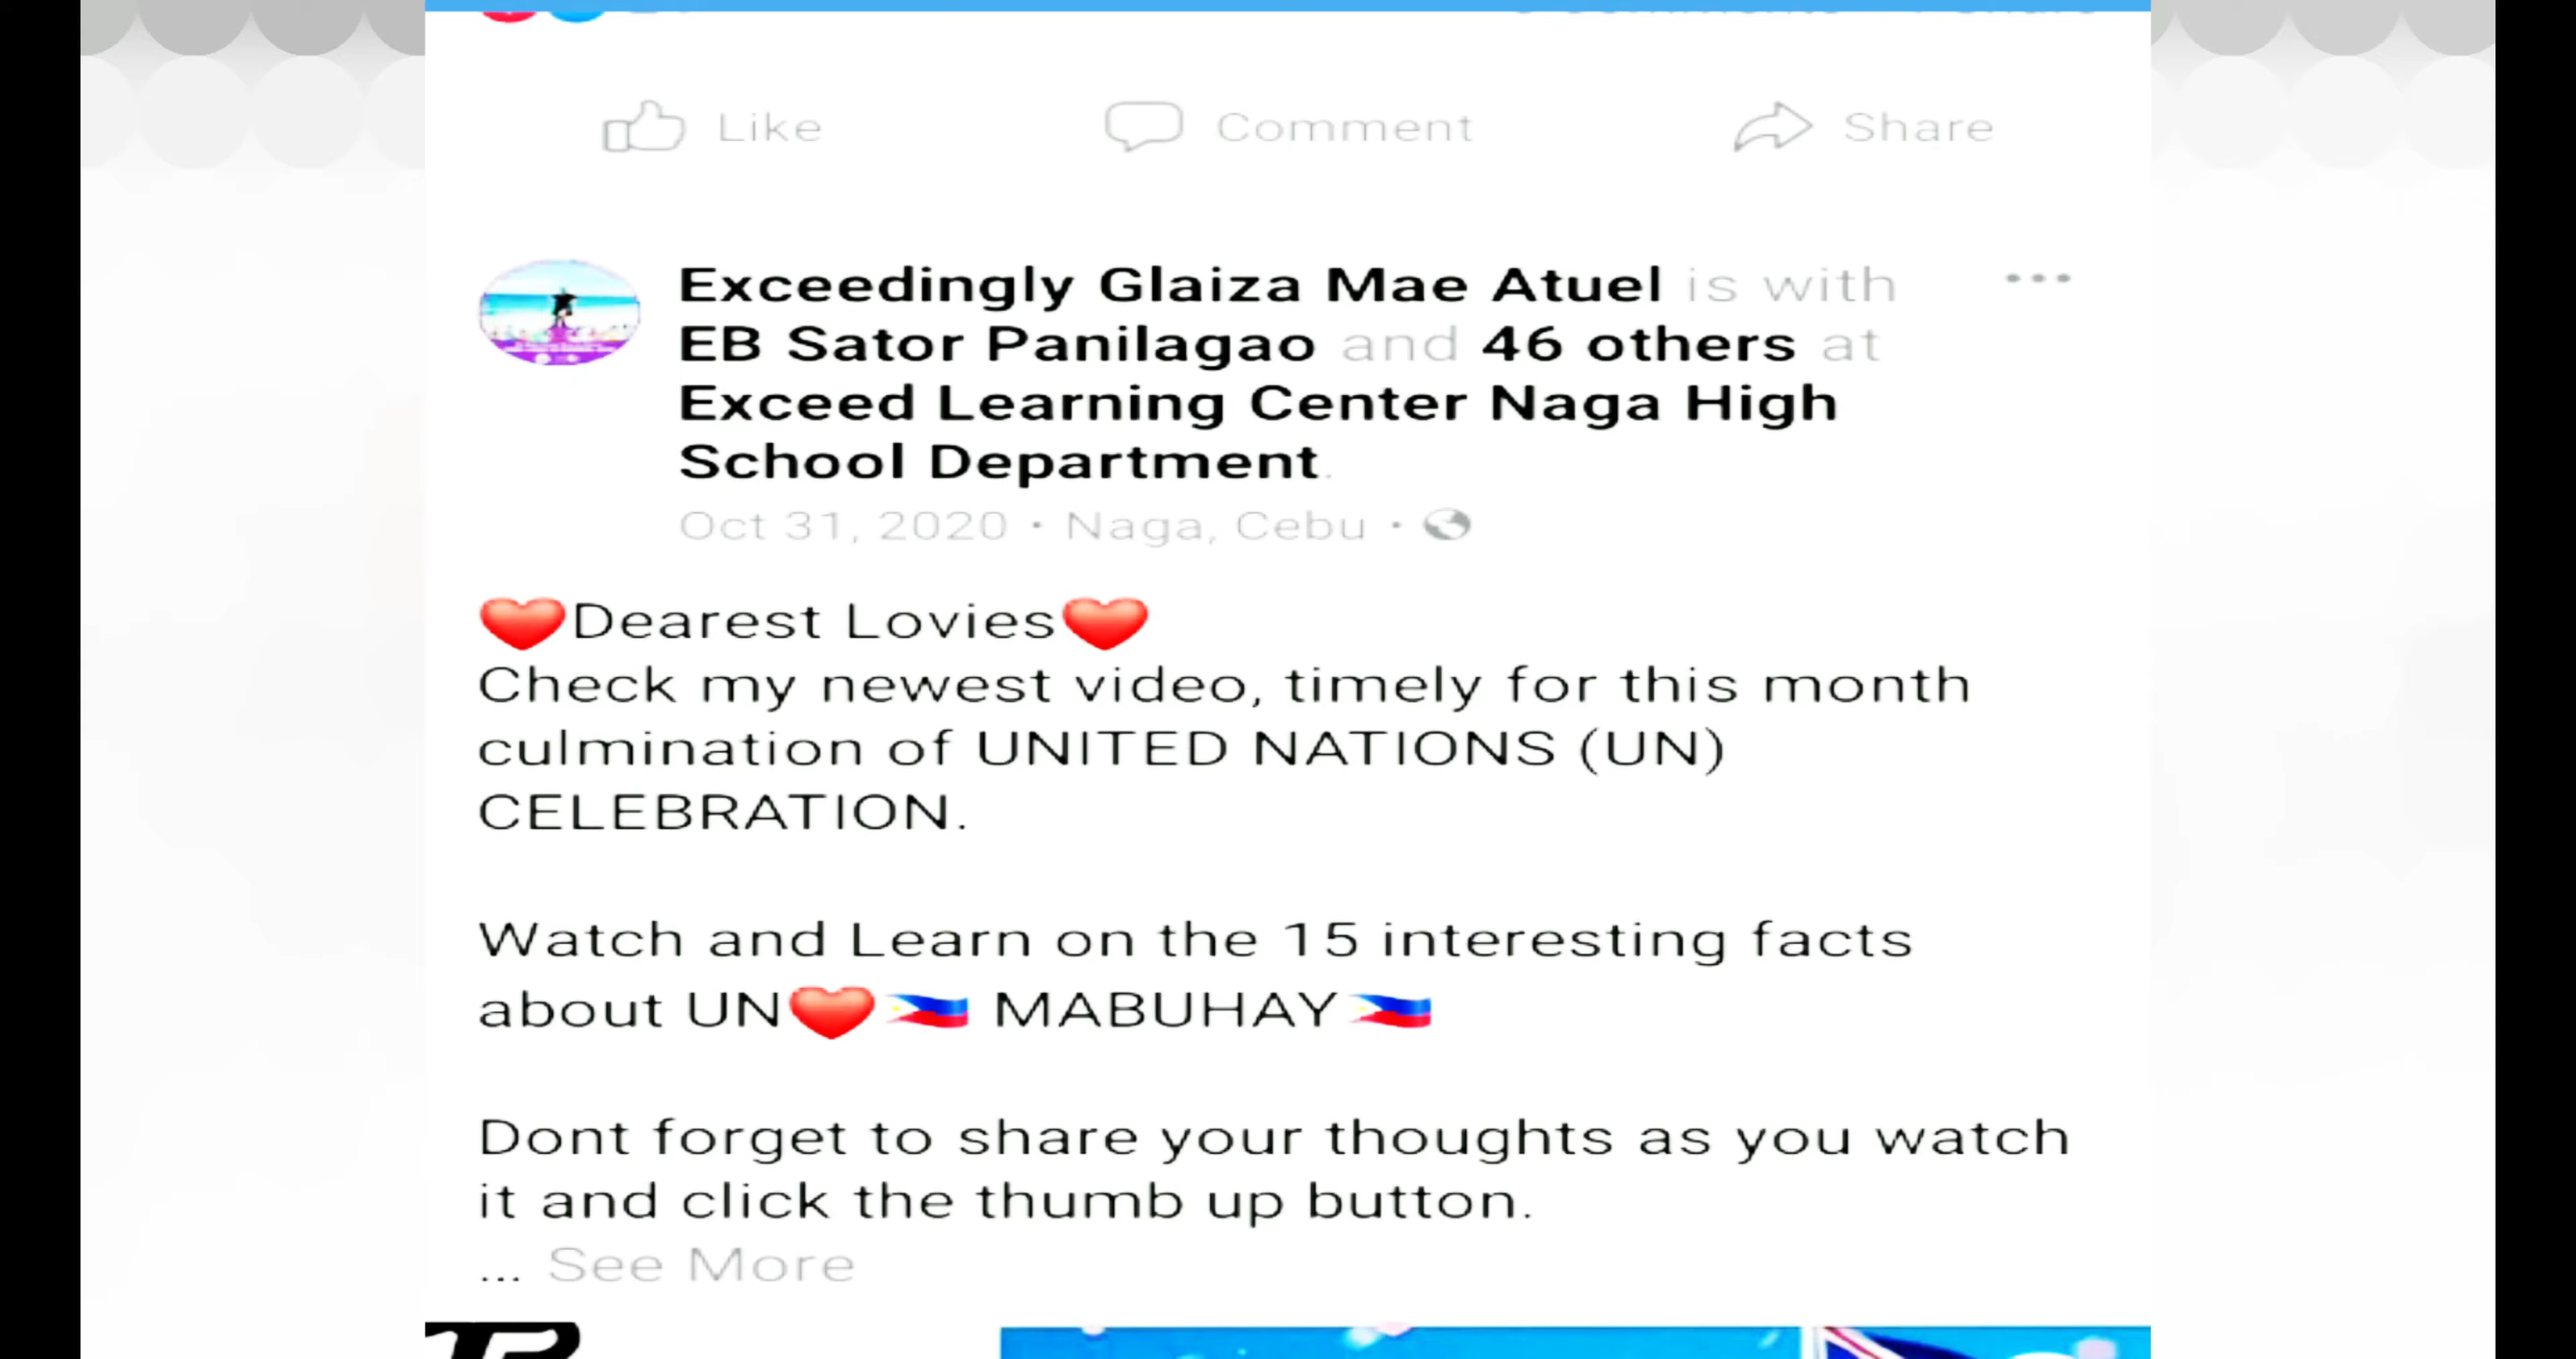 Like Comment Share
Exceedingly Glaiza Mae Atuel is with
EB Sator Panilagao and 46 others at
Exceed Learning Center Naga High
School Department.
Oct 31, 2020 · Naga, Cebu ·
❤Dearest Lovies❤
Check my newest video, timely for this month
culmination of UNITED NATIONS (UN)
CELEBRATION.
Watch and Learn on the 15 interesting facts
about UN❤🇵🇭 MABUHAY🇵🇭
Dont forget to share your thoughts as you watch
it and click the thumb up button.
... See More